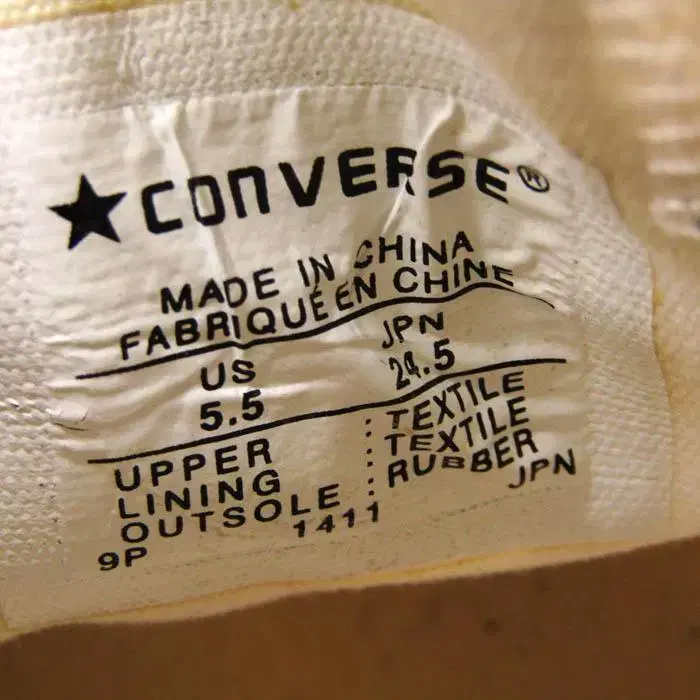 ★CONVERSE®
MADE IN CHINA
FABRIQUÉ EN CHINE
US JPN
5.5 24.5
UPPER : TEXTILE
LINING : TEXTILE
OUTSOLE : RUBBER
9P 1411 JPN